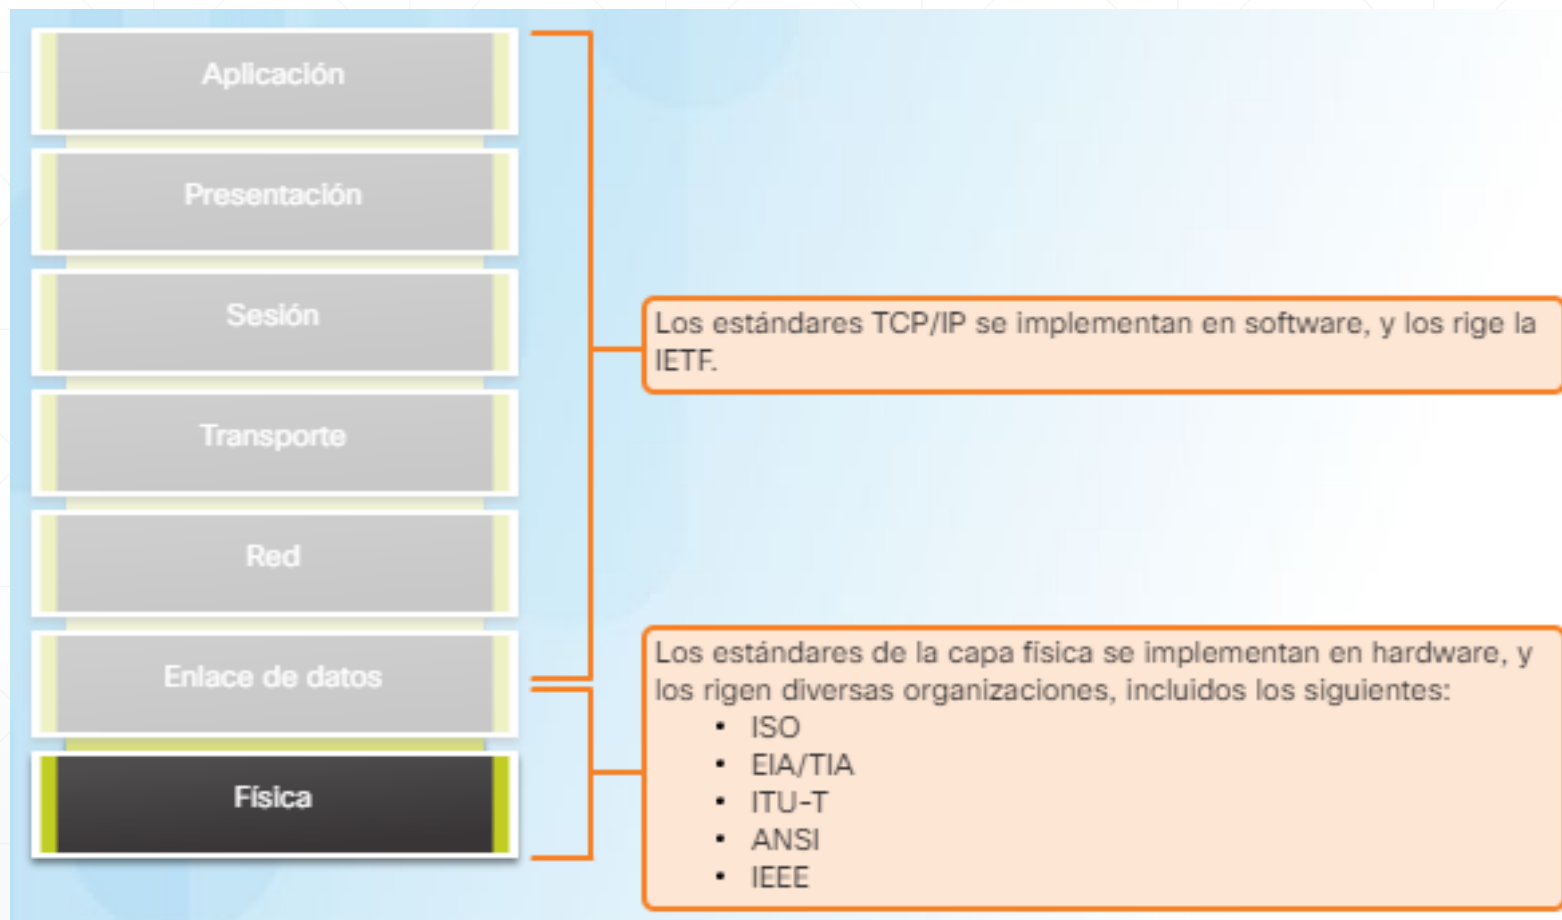 Aplicación
Presentación
Sesión
Transporte
Red
Enlace de datos
Física
Los estándares TCP/IP se implementan en software, y los rige la
IETF.
Los estándares de la capa física se implementan en hardware, y
los rigen diversas organizaciones, incluidos los siguientes:
• ISO
• EIA/TIA
• ITU-T
• ANSI
• IEEE